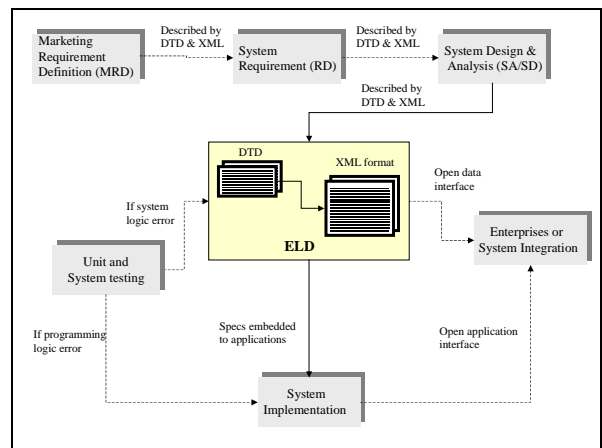 Described by
DTD & XML
Described by
DTD & XML
Marketing
Requirement
Definition (MRD)
System
Requirement (RD)
System Design &
Analysis (SA/SD)
Described by
DTD & XML
DTD
XML format
ELD
Open data
interface
If system
logic error
Unit and
System testing
Enterprises or
System Integration
If programming
logic error
Specs embedded
to applications
Open application
interface
System
Implementation